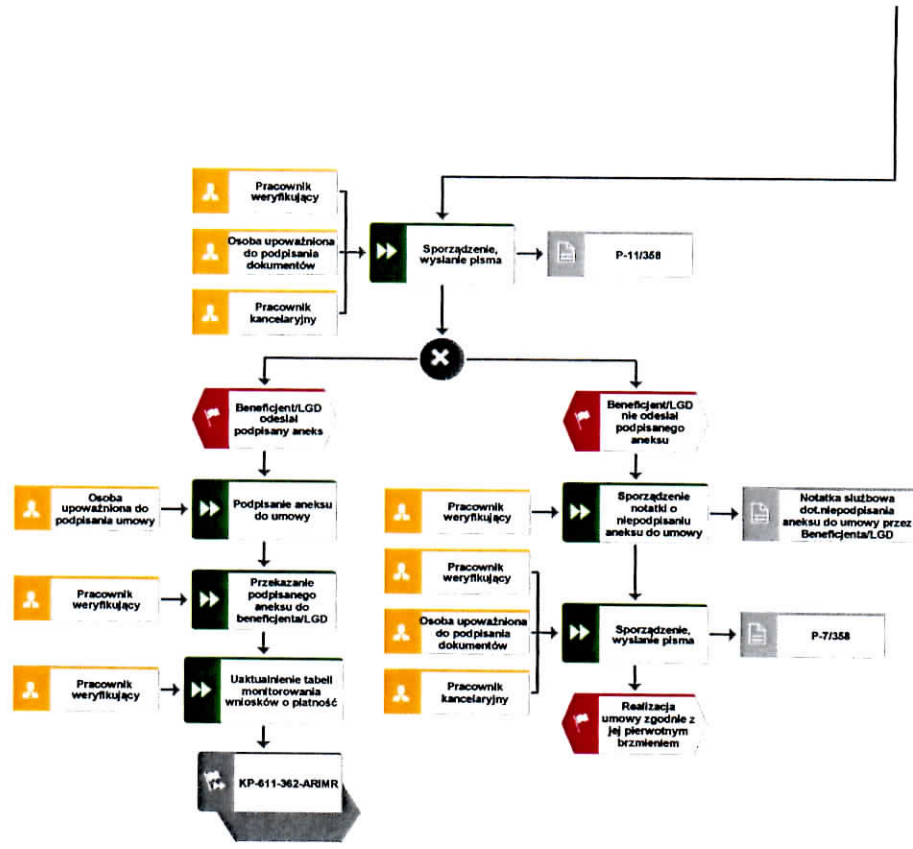 Pracownik
weryfikujący
Osoba upoważniona
do podpisania
dokumentów
Pracownik
kancelaryjny
Sporządzenie,
wysłanie pisma
P-11/358
Beneficjent/LGD
odesłał
podpisany aneks
Beneficjent/LGD
nie odesłał
podpisanego
aneksu
Osoba
upoważniona do
podpisania umowy
Podpisanie aneksu
do umowy
Pracownik
weryfikujący
Sporządzenie
notatki o
niepodpisaniu
aneksu do umowy
Notatka służbowa
dot.niepodpisania
aneksu do umowy przez
Beneficjenta/LGD
Pracownik
weryfikujący
Przekazanie
podpisanego
aneksu do
beneficjenta/LGD
Pracownik
weryfikujący
Osoba upoważniona
do podpisania
dokumentów
Pracownik
kancelaryjny
Sporządzenie,
wysłanie pisma
P-7/358
Pracownik
weryfikujący
Uaktualnienie tabeli
monitorowania
wniosków o płatność
Realizacja
umowy zgodnie z
jej pierwotnym
brzmieniem
KP-611-362-ARIMR